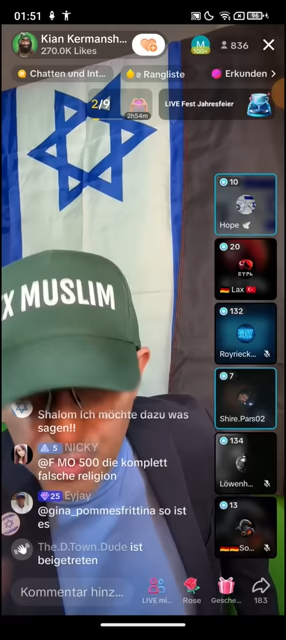 01:51
Kian Kermansh...
270.0K Likes
M
100+
836
Chatten und Int...
e Rangliste
Erkunden
2/9
2h54m
LIVE Fest Jahresfeier
10
Hope
20
Lax
132
Royrieck...
7
Shire.Pars02
134
Löwenh...
13
So...
X MUSLIM
Shalom ich möchte dazu was
sagen!!
5 NICKY
@F MO 500 die komplett
falsche religion
25 Eyjay
@gina_pommesfrittina so ist
es
The.D.Town.Dude ist
beigetreten
Kommentar hinz...
LIVE mi...
Rose
Gesche...
183